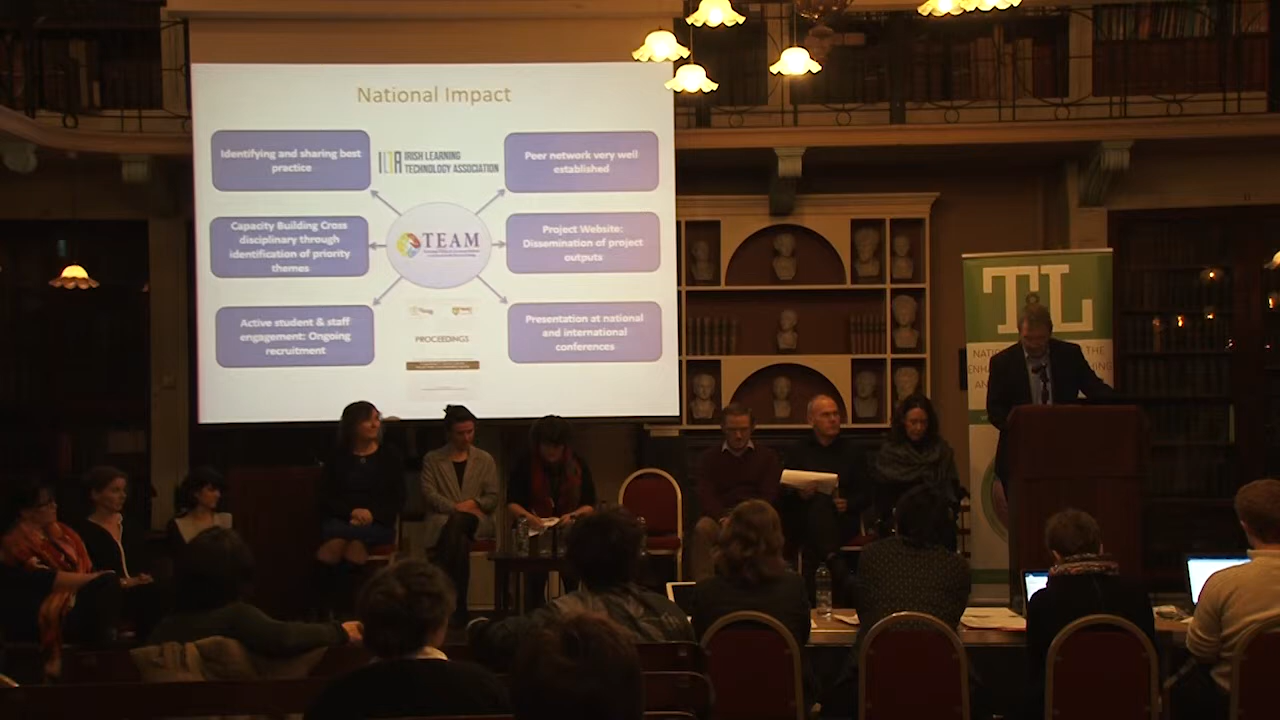 National Impact
Identifying and sharing best
practice
ILTA IRISH LEARNING
TECHNOLOGY ASSOCIATION
Peer network very well
established
Capacity Building Cross
disciplinary through
identification of priority
themes
TEAM
Project Website:
Dissemination of project
outputs
Active student & staff
engagement: Ongoing
recruitment
PROCEEDINGS
Presentation at national
and international
conferences
T&L
THE